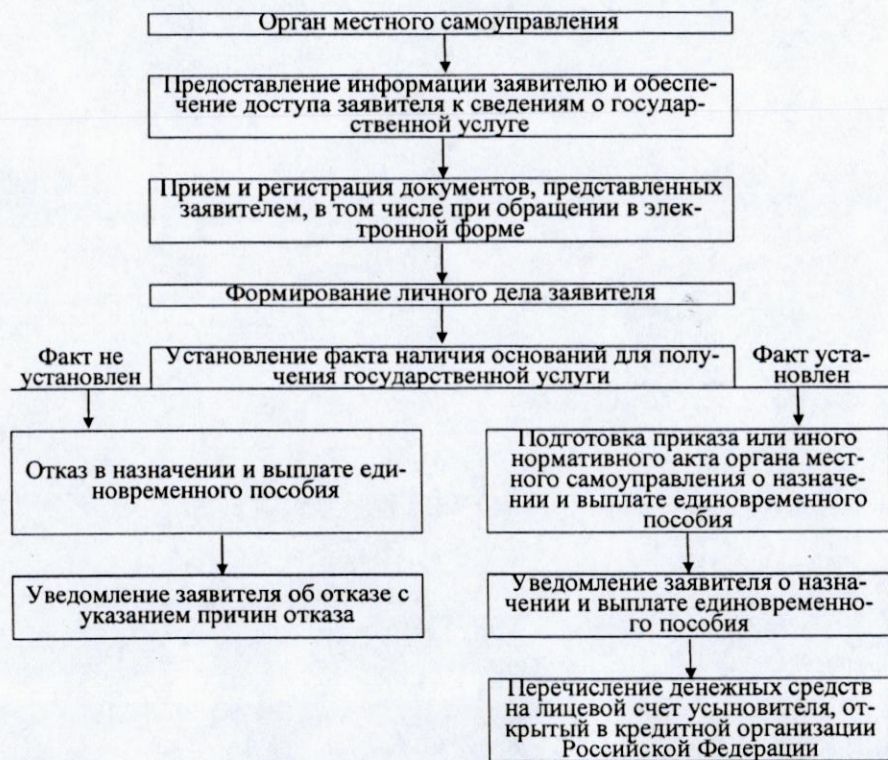 Орган местного самоуправления
Предоставление информации заявителю и обеспе-
чение доступа заявителя к сведениям о государ-
ственной услуге
Прием и регистрация документов, представленных
заявителем, в том числе при обращении в элек-
тронной форме
Формирование личного дела заявителя
Факт не
установлен
Установление факта наличия оснований для полу-
чения государственной услуги
Факт уста-
новлен
Отказ в назначении и выплате еди-
новременного пособия
Подготовка приказа или иного
нормативного акта органа мест-
ного самоуправления о назначе-
нии и выплате единовременного
пособия
Уведомление заявителя об отказе с
указанием причин отказа
Уведомление заявителя о назна-
чении и выплате единовременно-
го пособия
Перечисление денежных средств
на лицевой счет усыновителя, от-
крытый в кредитной организации
Российской Федерации